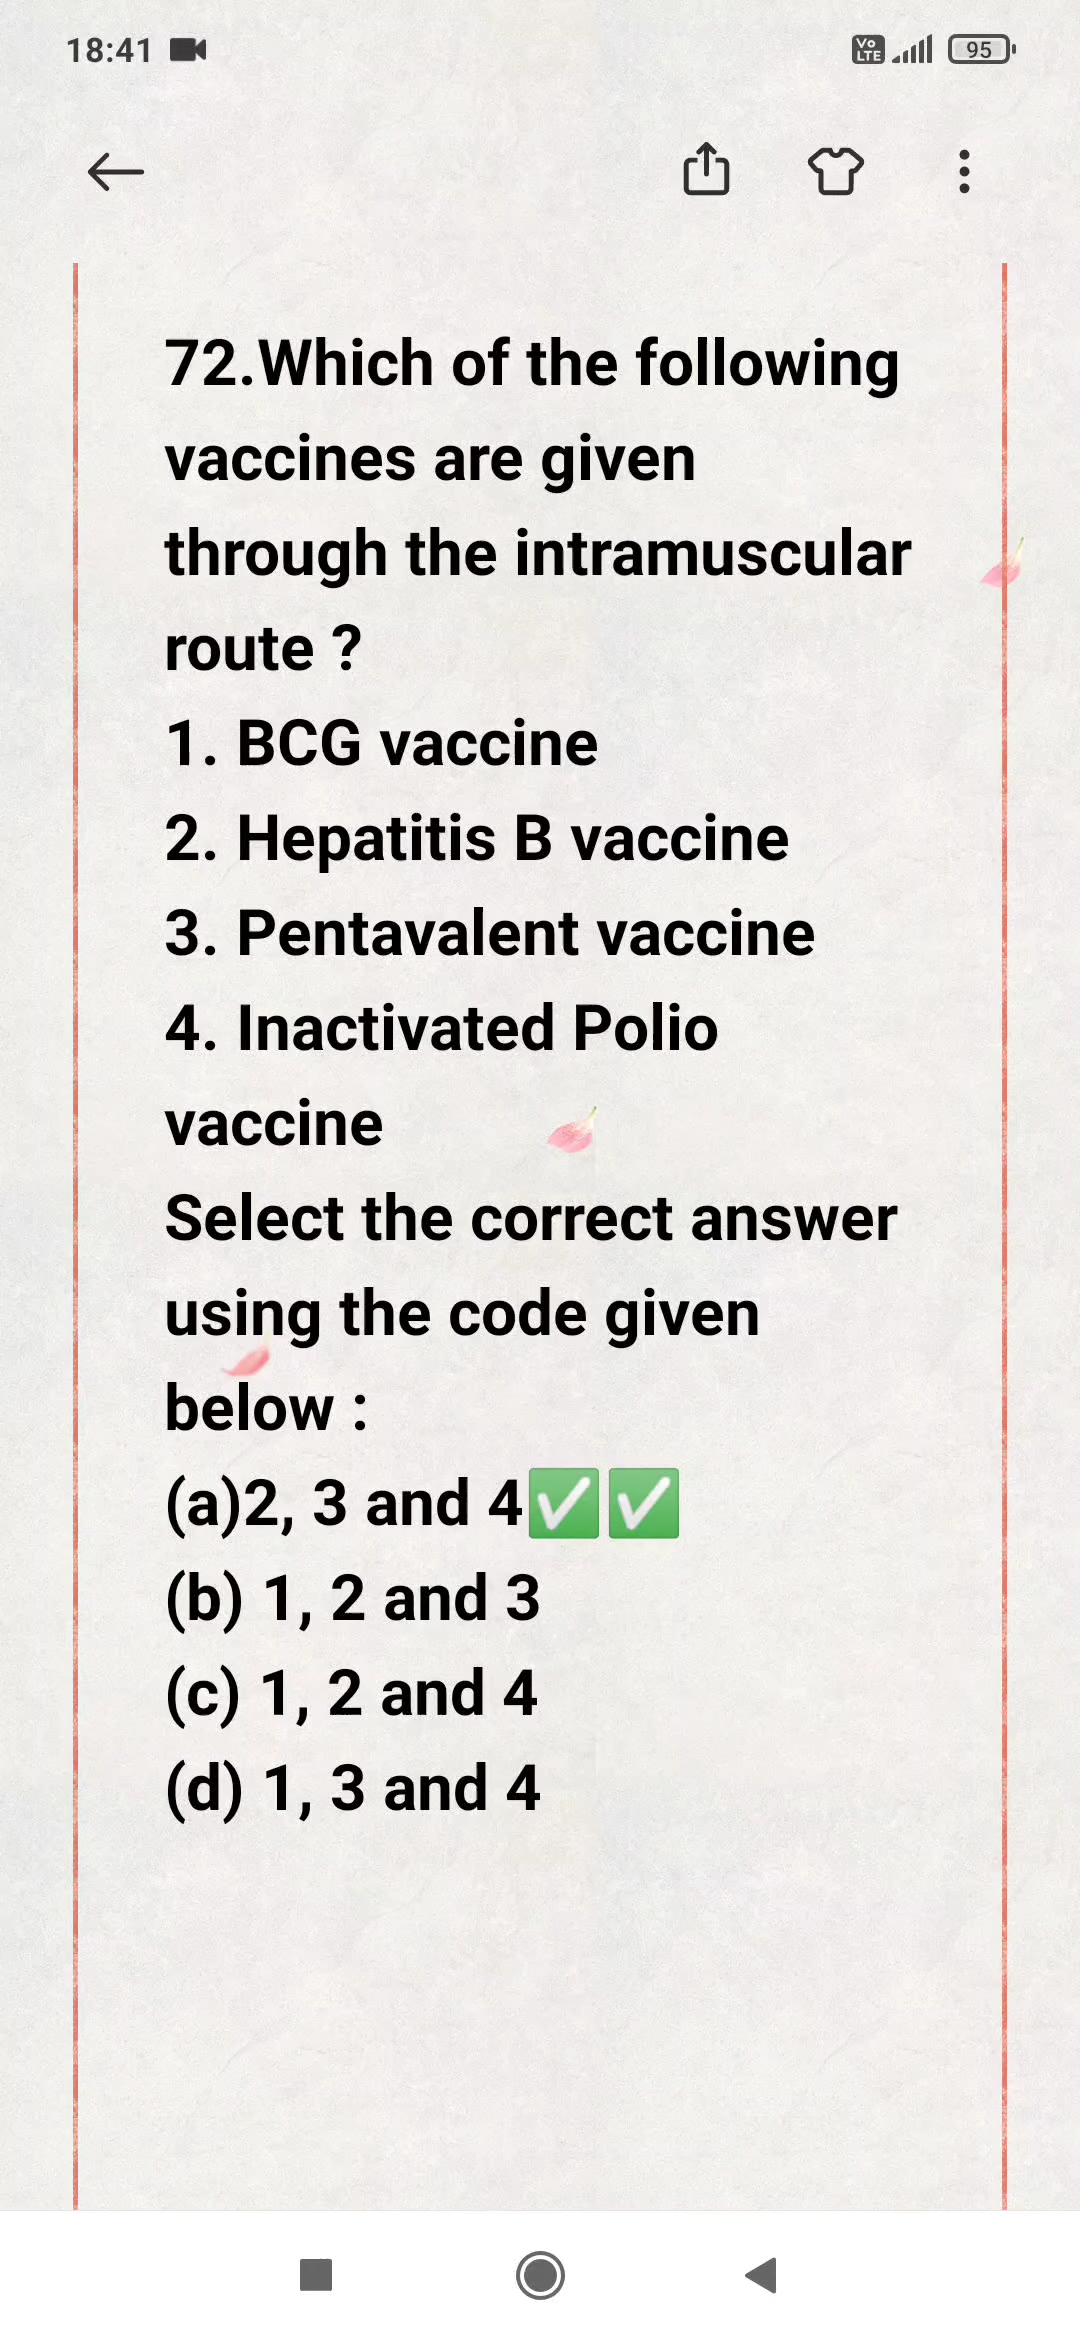 18:41
Vo LTE 95
72.Which of the following
vaccines are given
through the intramuscular
route ?
1. BCG vaccine
2. Hepatitis B vaccine
3. Pentavalent vaccine
4. Inactivated Polio
vaccine
Select the correct answer
using the code given
below :
(a)2, 3 and 4✅✅
(b) 1, 2 and 3
(c) 1, 2 and 4
(d) 1, 3 and 4